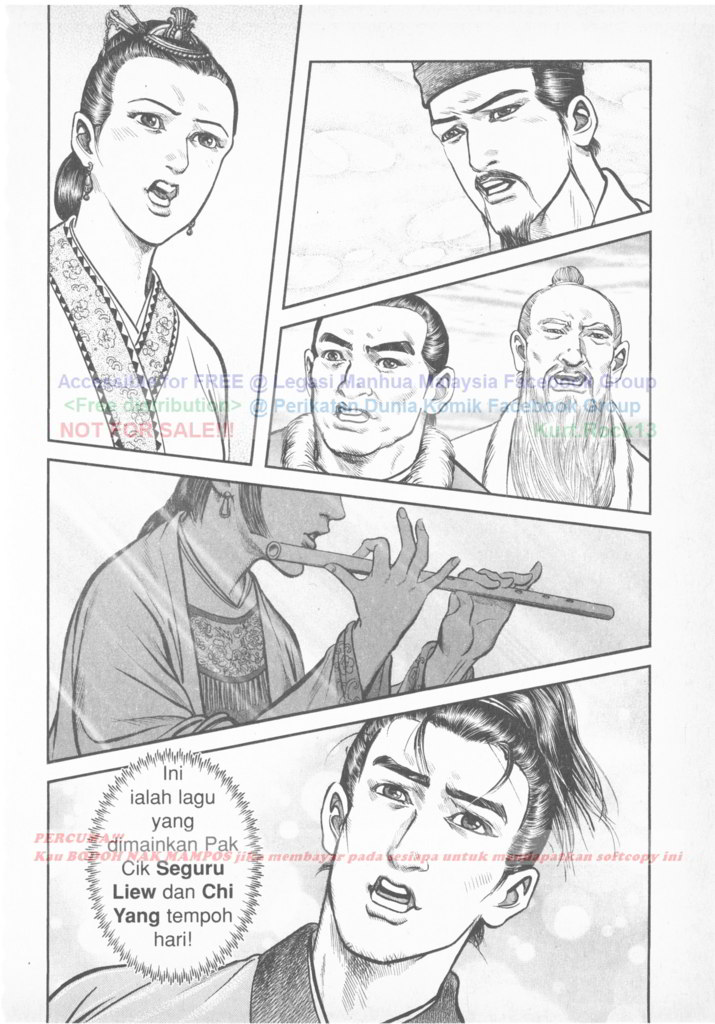 Accessible for FREE @ Legasi Manhua Malaysia Facebook Group
<Free distribution> @ Perikatan Dunia Komik Facebook Group
NOT FOR SALE!!!
Kurt.Rock13
Ini
ialah lagu
yang
dimainkan Pak
Cik Seguru
Liew dan Chi
Yang tempoh
hari!
PERCUMA!!!
Kau BODOH NAK MAMPOS jika membayar pada sesiapa untuk mendapatkan softcopy ini